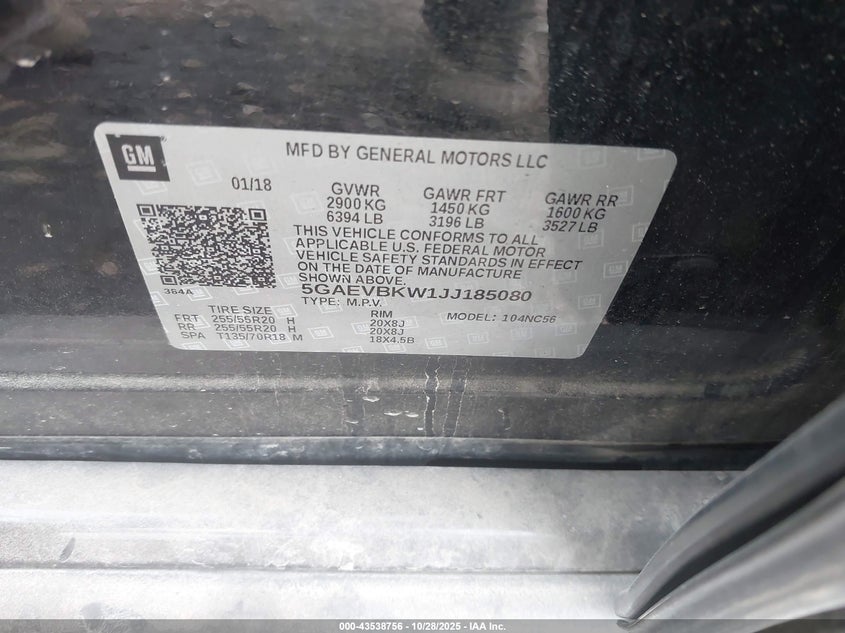 GM
MFD BY GENERAL MOTORS LLC
01/18
GVWR
2900 KG
6394 LB
GAWR FRT
1450 KG
3196 LB
GAWR RR
1600 KG
3527 LB
THIS VEHICLE CONFORMS TO ALL
APPLICABLE U.S. FEDERAL MOTOR
VEHICLE SAFETY STANDARDS IN EFFECT
ON THE DATE OF MANUFACTURE
SHOWN ABOVE.
384A
5GAEVBKW1JJ185080
TYPE: M.P.V.
MODEL: 104NC56
TIRE SIZE RIM
FRT 255/55R20 H 20X8J
RR 255/55R20 H 20X8J
SPA T135/70R18 M 18X4.5B
000-43538756 | 10/28/2025 | IAA Inc.